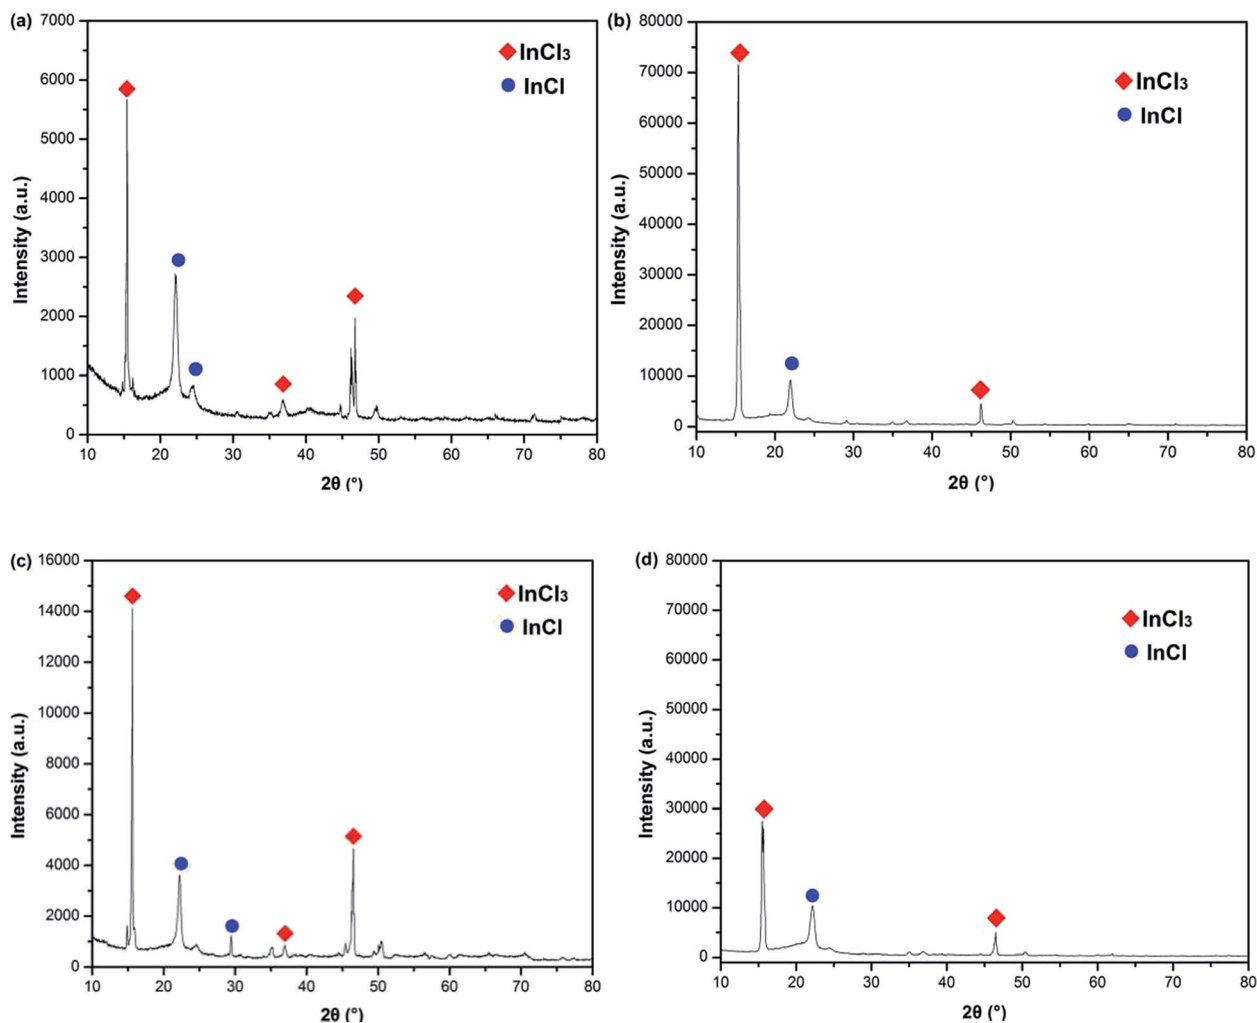 (a)
7000
6000
5000
4000
3000
2000
1000
0
Intensity (a.u.)
InCl₃
InCl
10 20 30 40 50 60 70 80
2θ (°)
(b)
80000
70000
60000
50000
40000
30000
20000
10000
0
Intensity (a.u.)
InCl₃
InCl
10 20 30 40 50 60 70 80
2θ (°)
(c)
16000
14000
12000
10000
8000
6000
4000
2000
0
Intensity (a.u.)
InCl₃
InCl
10 20 30 40 50 60 70 80
2θ (°)
(d)
80000
70000
60000
50000
40000
30000
20000
10000
0
Intensity (a.u.)
InCl₃
InCl
10 20 30 40 50 60 70 80
2θ (°)